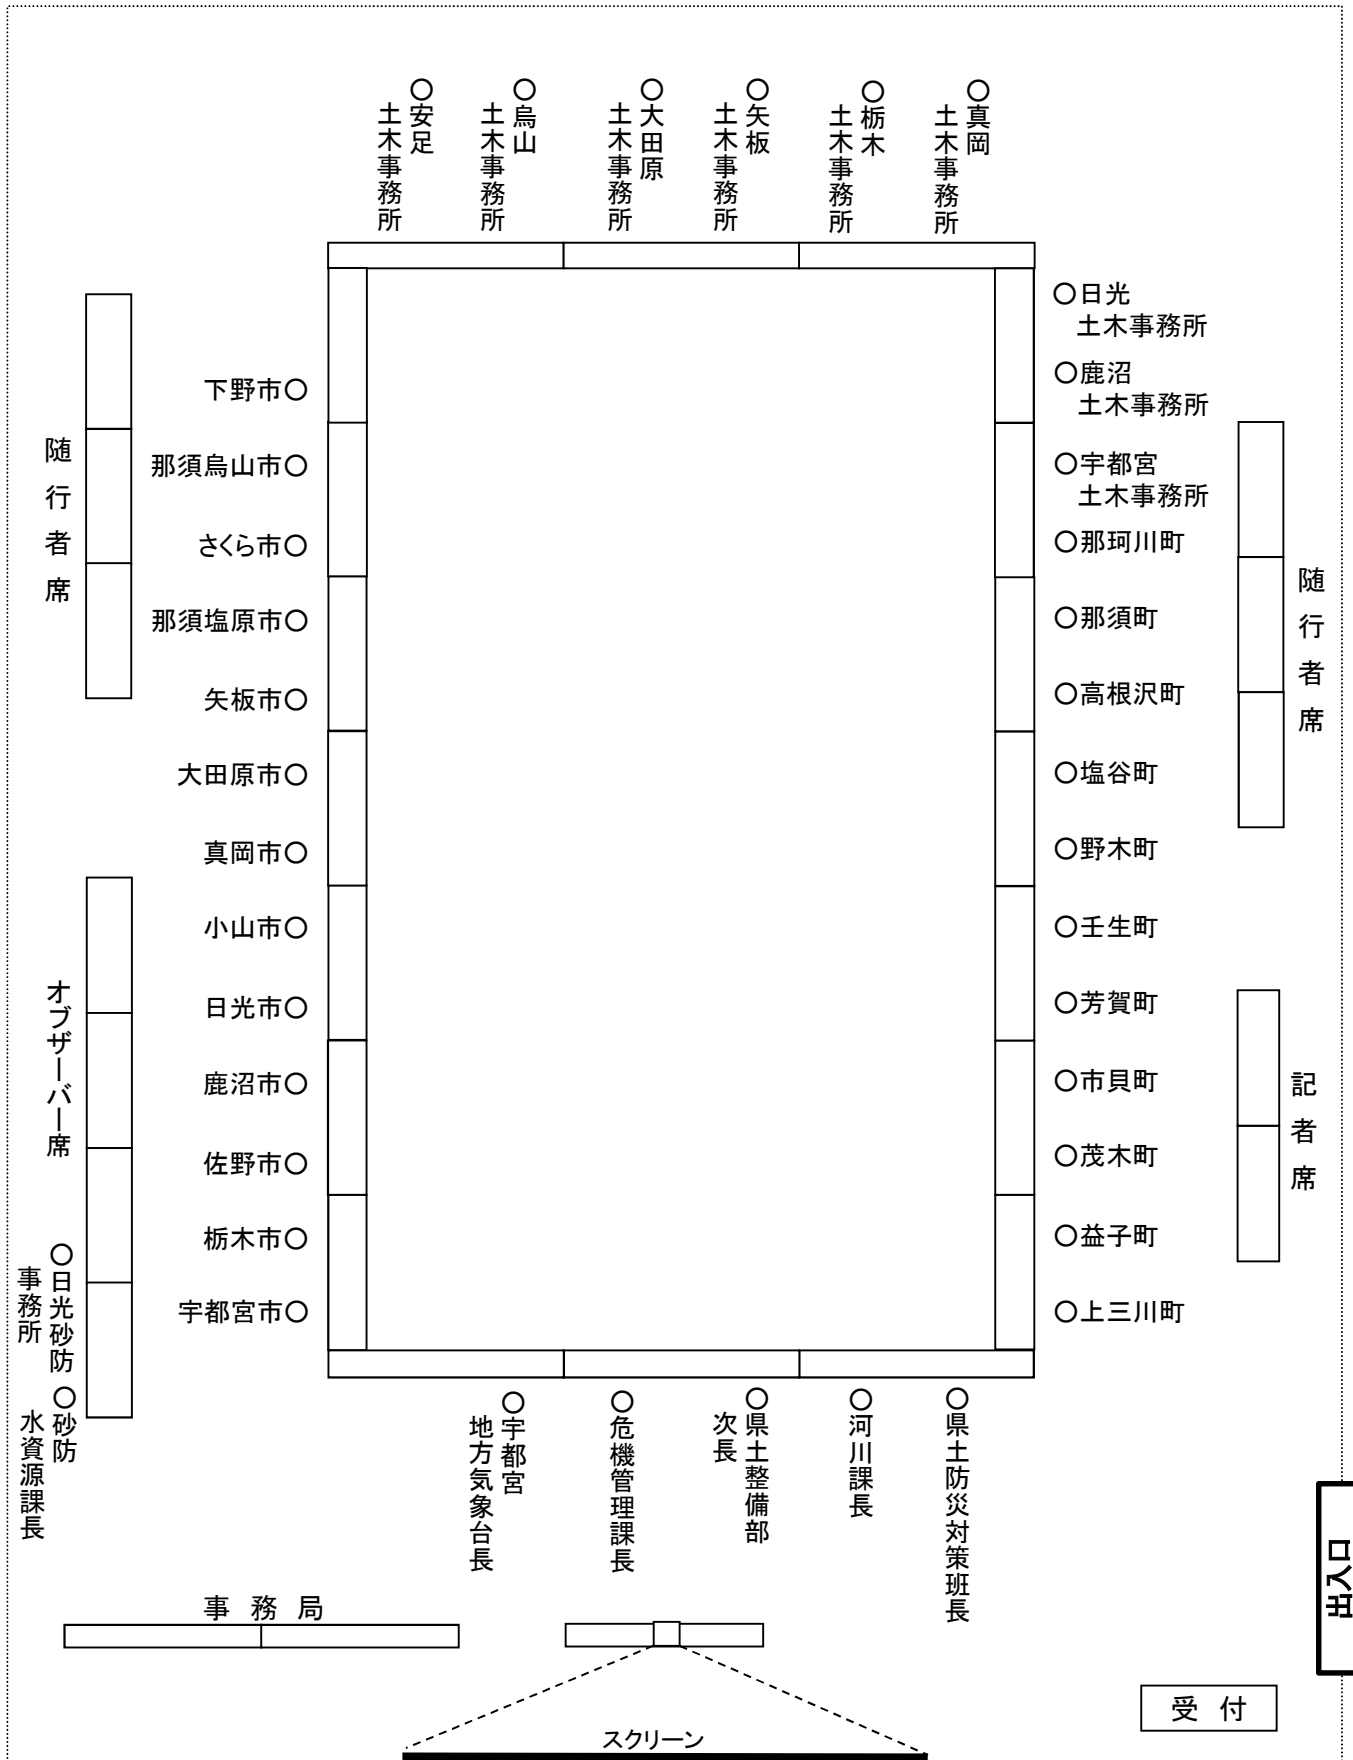 ○安足
土木事務所
○烏山
土木事務所
○大田原
土木事務所
○矢板
土木事務所
○栃木
土木事務所
○真岡
土木事務所
○日光
土木事務所
○鹿沼
土木事務所
○宇都宮
土木事務所
○那珂川町
○那須町
○高根沢町
○塩谷町
○野木町
○壬生町
○芳賀町
○市貝町
○茂木町
○益子町
○上三川町
下野市○
那須烏山市○
さくら市○
那須塩原市○
矢板市○
大田原市○
真岡市○
小山市○
日光市○
鹿沼市○
佐野市○
栃木市○
宇都宮市○
随行者席
オブザーバー席
○日光砂防
事務所
○砂防
水資源課長
随行者席
記者席
○宇都宮
地方気象台長
○危機管理課長
○県土整備部
次長
○河川課長
○県土防災対策班長
出入口
事務局
受付
スクリーン